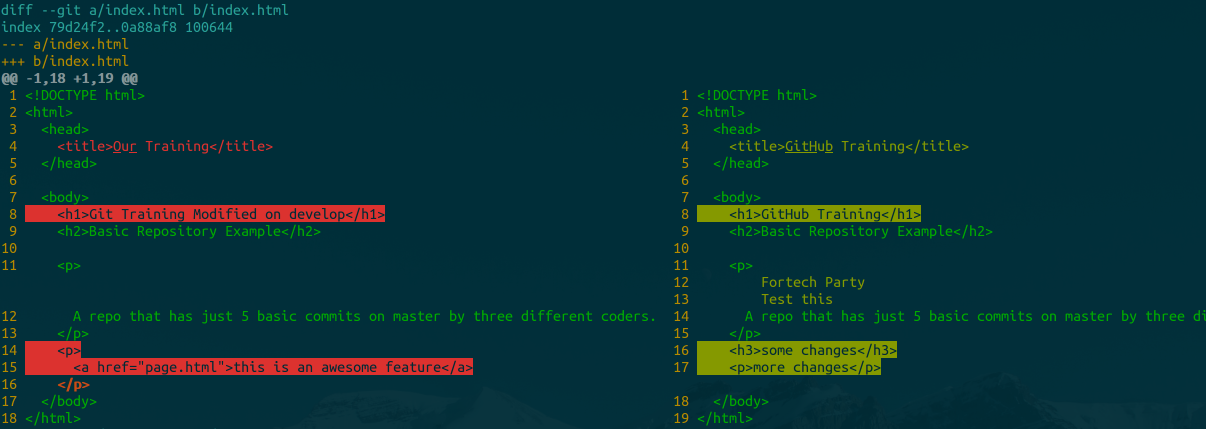 diff --git a/index.html b/index.html
index 79d24f2..0a88af8 100644
--- a/index.html
+++ b/index.html
@@ -1,18 +1,19 @@
1 <!DOCTYPE html>
2 <html>
3 <head>
4 <title>Our Training</title>
5 </head>
6
7 <body>
8 <h1>Git Training Modified on develop</h1>
9 <h2>Basic Repository Example</h2>
10
11 <p>
12 A repo that has just 5 basic commits on master by three different coders.
13 </p>
14 <p>
15 <a href="page.html">this is an awesome feature</a>
16 </p>
17 </body>
18 </html>
1 <!DOCTYPE html>
2 <html>
3 <head>
4 <title>GitHub Training</title>
5 </head>
6
7 <body>
8 <h1>GitHub Training</h1>
9 <h2>Basic Repository Example</h2>
10
11 <p>
12 Fortech Party
13 Test this
14 A repo that has just 5 basic commits on master by three di
15 </p>
16 <h3>some changes</h3>
17 <p>more changes</p>
18 </body>
19 </html>